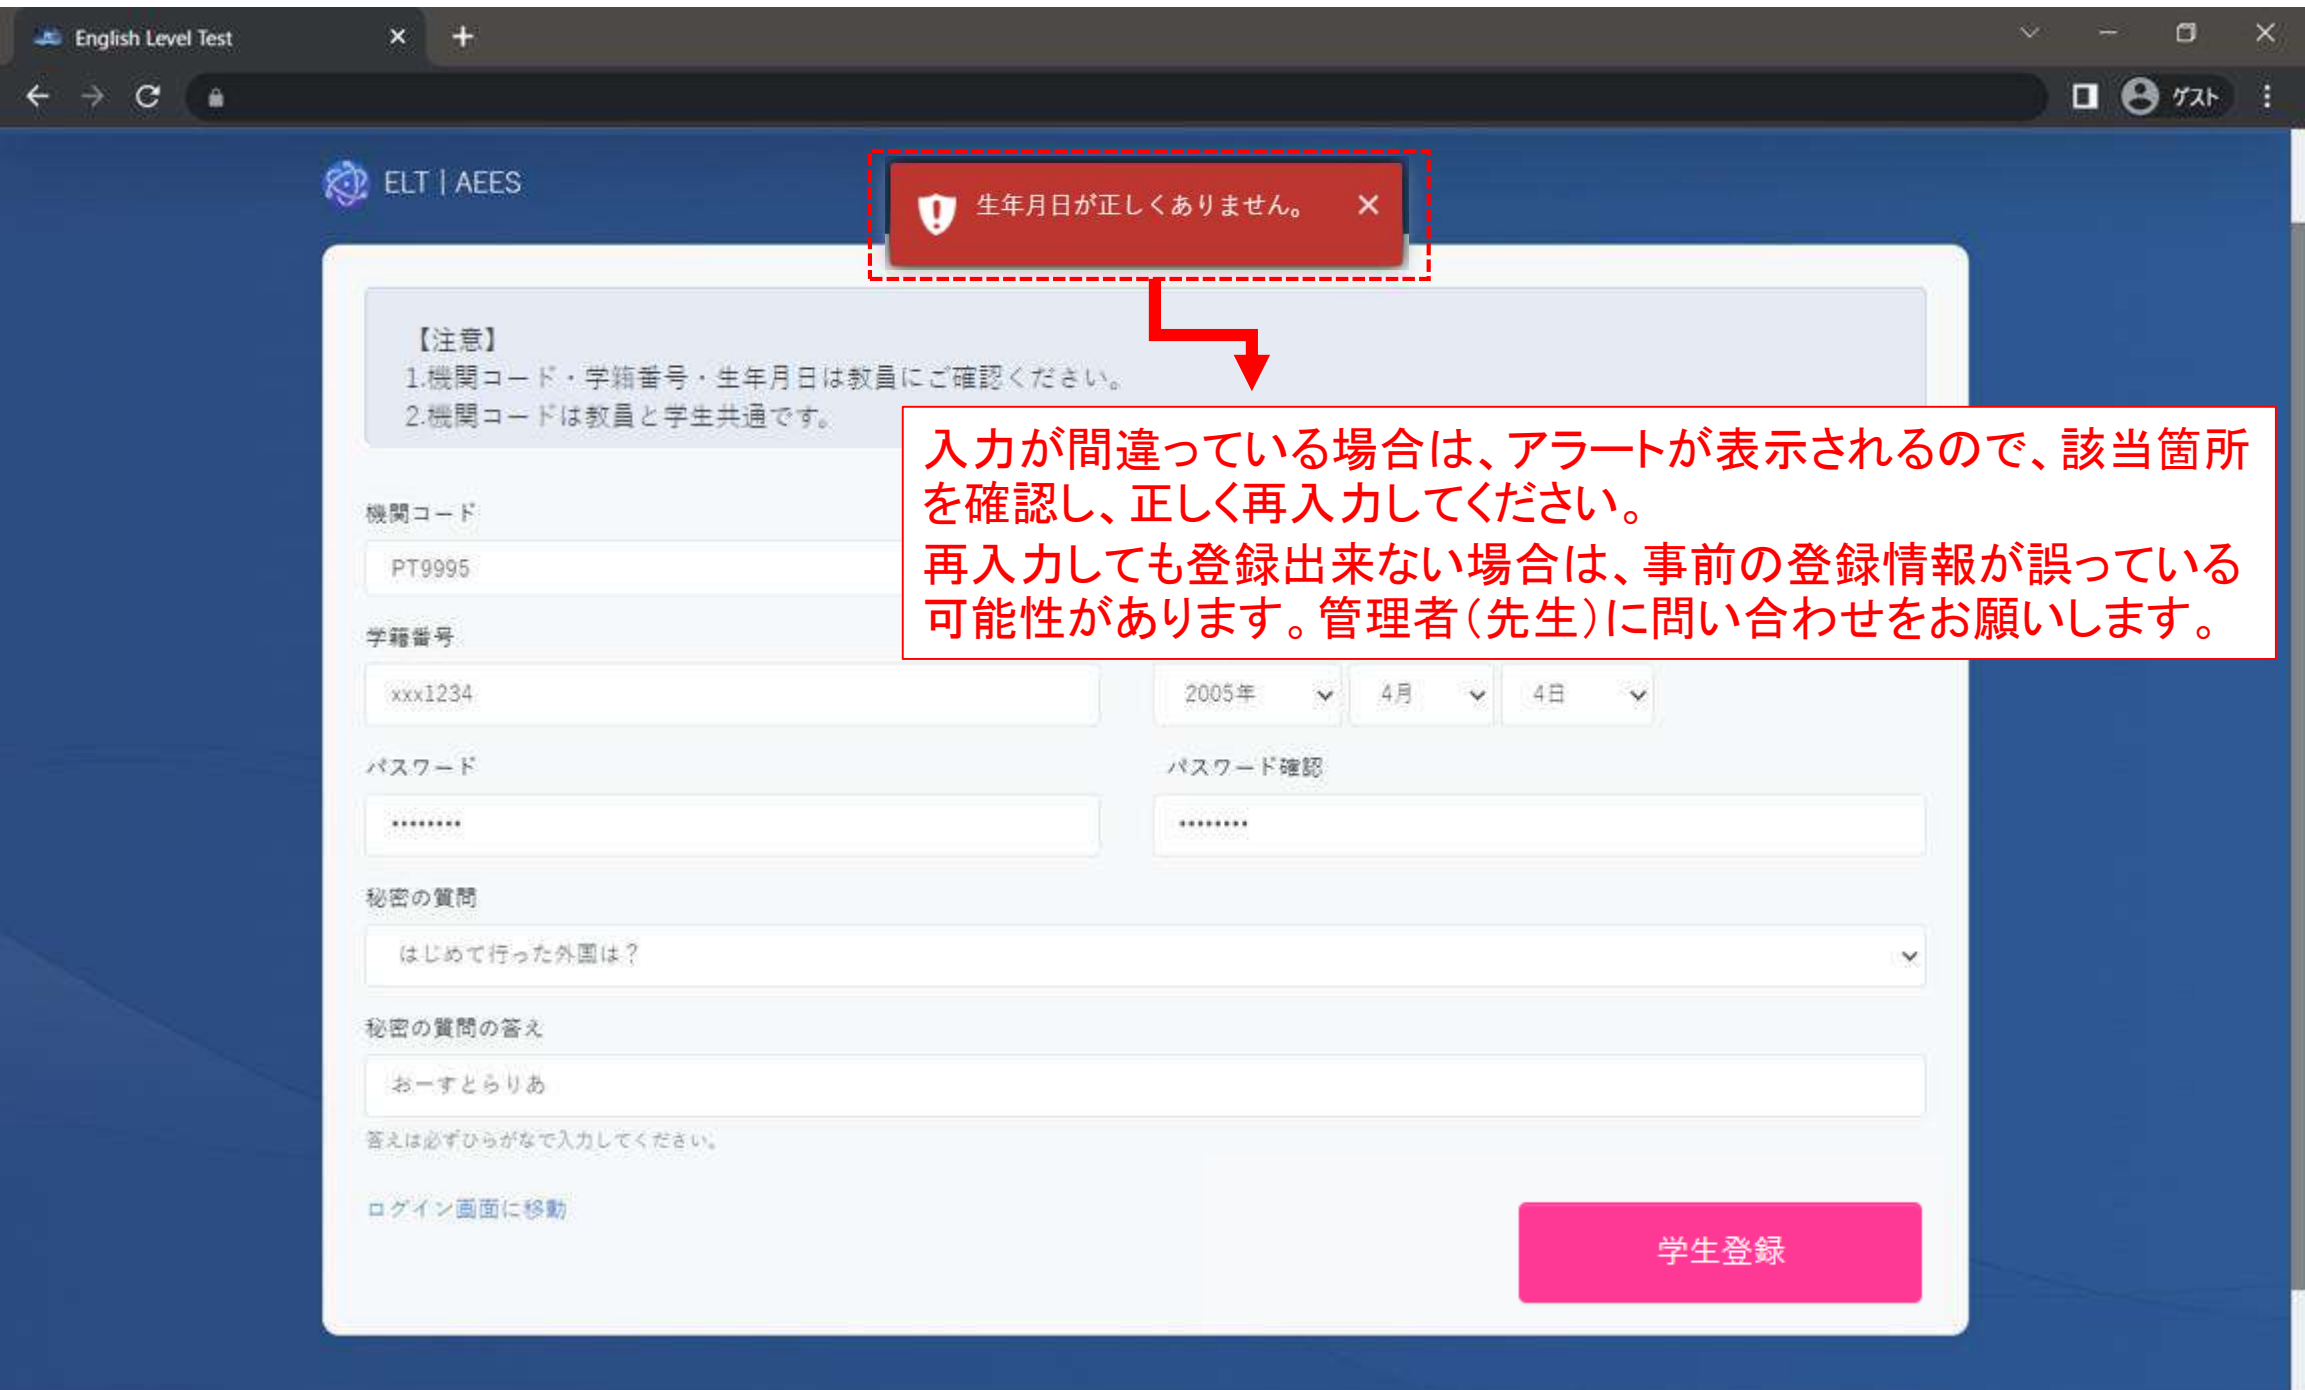 English Level Test
ゲスト
ELT | AEES
生年月日が正しくありません。
【注意】
1.機関コード・学籍番号・生年月日は教員にご確認ください。
2.機関コードは教員と学生共通です。
入力が間違っている場合は、アラートが表示されるので、該当箇所
を確認し、正しく再入力してください。
再入力しても登録出来ない場合は、事前の登録情報が誤っている
可能性があります。管理者(先生)に問い合わせをお願いします。
機関コード
PT9995
学籍番号
xxx1234
2005年 4月 4日
パスワード
パスワード確認
••••••••
••••••••
秘密の質問
はじめて行った外国は？
秘密の質問の答え
おーすとらりあ
答えは必ずひらがなで入力してください。
ログイン画面に移動
学生登録